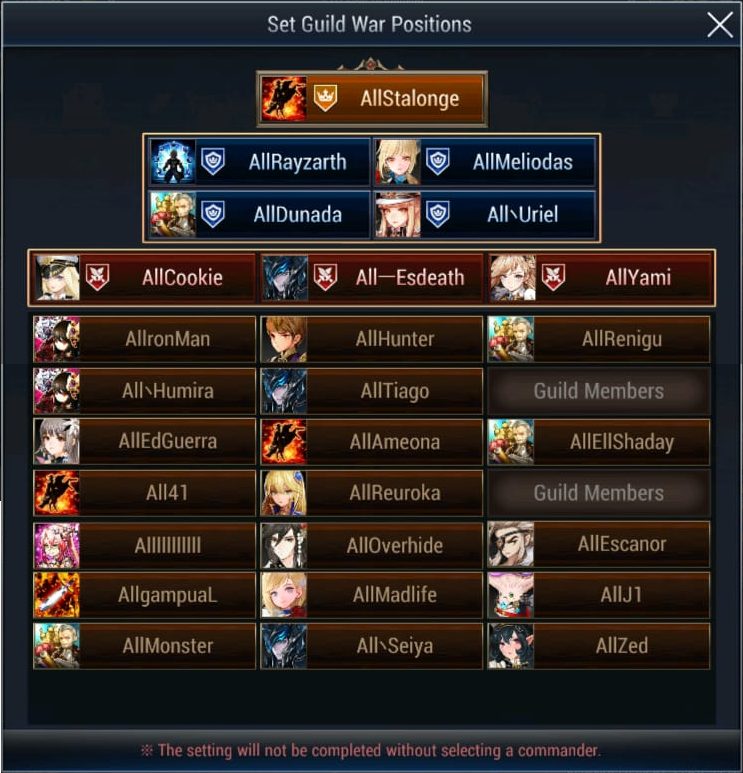 Set Guild War Positions
AllStalonge
AllRayzarth AllMeliodas
AllDunada All丶Uriel
AllCookie All一Esdeath AllYami
AllronMan AllHunter AllRenigu
All丶Humira AllTiago Guild Members
AllEdGuerra AllAmeona AllEllShaday
All41 AllReuroka Guild Members
AllOverhide AllEscanor
AllgampuaL AllMadlife AllJ1
AllMonster All丶Seiya AllZed
※ The setting will not be completed without selecting a commander.